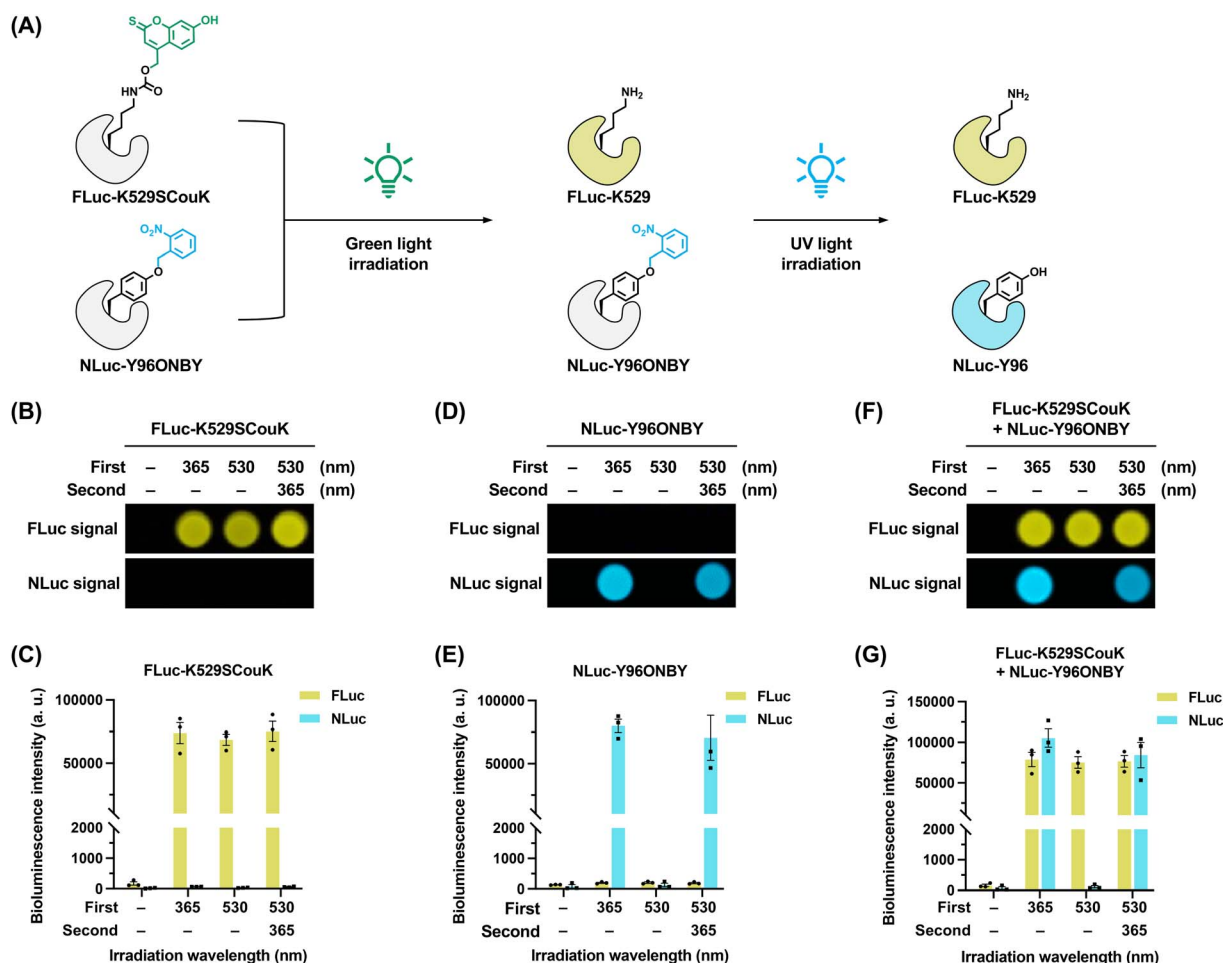 (A)
S
O
OH
O
HN
O
FLuc-K529SCouK
O₂N
O
NLuc-Y96ONBY
Green light
irradiation
NH₂
FLuc-K529
O₂N
O
NLuc-Y96ONBY
UV light
irradiation
NH₂
FLuc-K529
OH
NLuc-Y96
(B)
FLuc-K529SCouK
First – 365 530 530 (nm)
Second – – – 365 (nm)
FLuc signal
NLuc signal
(D)
NLuc-Y96ONBY
First – 365 530 530 (nm)
Second – – – 365 (nm)
FLuc signal
NLuc signal
(F)
FLuc-K529SCouK
+ NLuc-Y96ONBY
First – 365 530 530 (nm)
Second – – – 365 (nm)
FLuc signal
NLuc signal
(C)
FLuc-K529SCouK
Bioluminescence intensity (a. u.)
100000
75000
50000
2000
1000
0
FLuc
NLuc
First – 365 530 530
Second – – – 365
Irradiation wavelength (nm)
(E)
NLuc-Y96ONBY
Bioluminescence intensity (a. u.)
100000
75000
50000
2000
1000
0
FLuc
NLuc
First – 365 530 530
Second – – – 365
Irradiation wavelength (nm)
(G)
FLuc-K529SCouK
+ NLuc-Y96ONBY
Bioluminescence intensity (a. u.)
150000
100000
75000
50000
2000
1000
0
FLuc
NLuc
First – 365 530 530
Second – – – 365
Irradiation wavelength (nm)